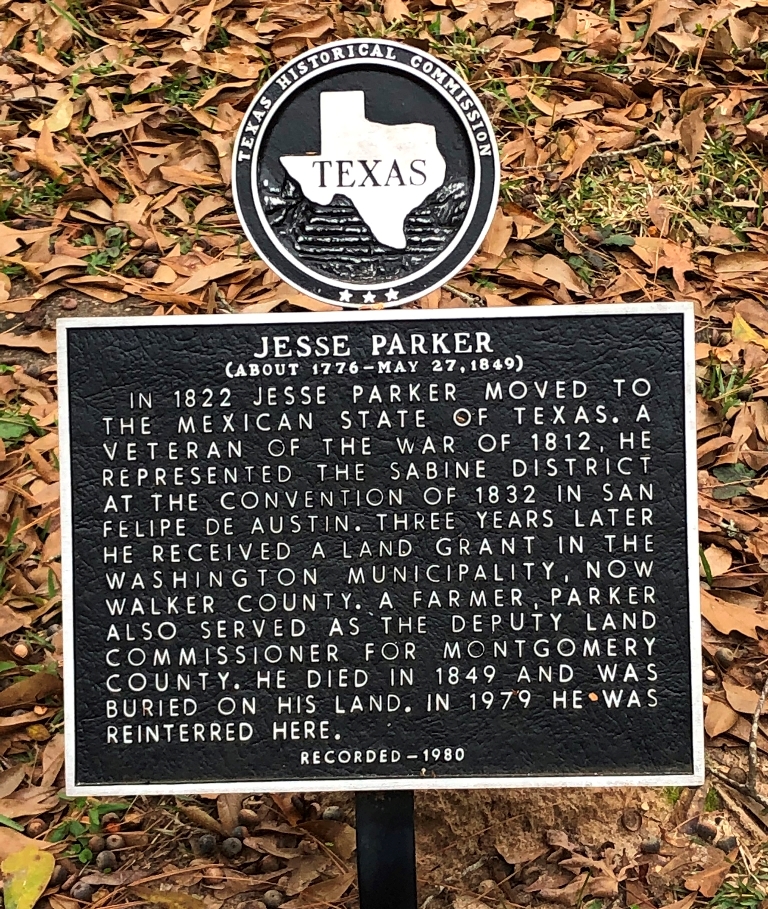 TEXAS HISTORICAL COMMISSION
TEXAS
JESSE PARKER
(ABOUT 1776–MAY 27, 1849)
IN 1822 JESSE PARKER MOVED TO
THE MEXICAN STATE OF TEXAS. A
VETERAN OF THE WAR OF 1812, HE
REPRESENTED THE SABINE DISTRICT
AT THE CONVENTION OF 1832 IN SAN
FELIPE DE AUSTIN. THREE YEARS LATER
HE RECEIVED A LAND GRANT IN THE
WASHINGTON MUNICIPALITY, NOW
WALKER COUNTY. A FARMER, PARKER
ALSO SERVED AS THE DEPUTY LAND
COMMISSIONER FOR MONTGOMERY
COUNTY. HE DIED IN 1849 AND WAS
BURIED ON HIS LAND. IN 1979 HE WAS
REINTERRED HERE.
RECORDED – 1980